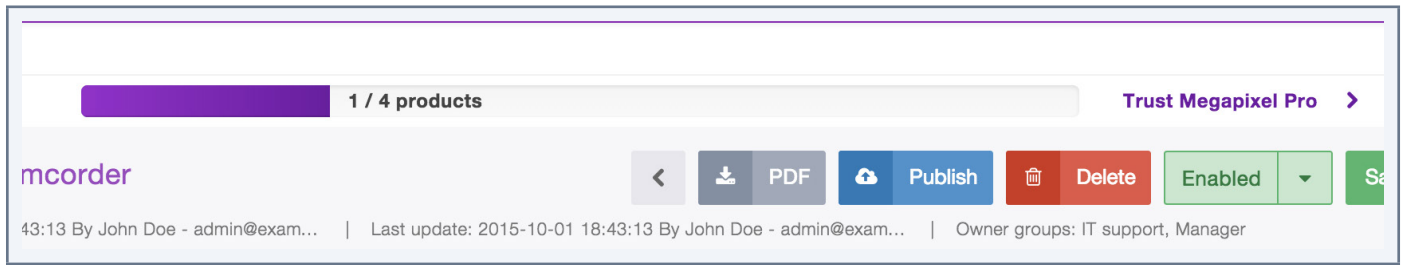 1 / 4 products Trust Megapixel Pro
mcorder PDF Publish Delete Enabled Sa
43:13 By John Doe - admin@exam... | Last update: 2015-10-01 18:43:13 By John Doe - admin@exam... | Owner groups: IT support, Manager